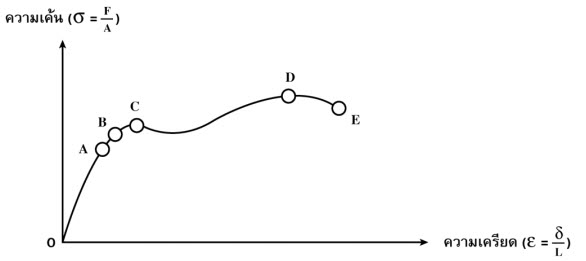 ความเค้น (σ = F/A)
D
C
B
A
E
O
ความเครียด (ε = δ/L)